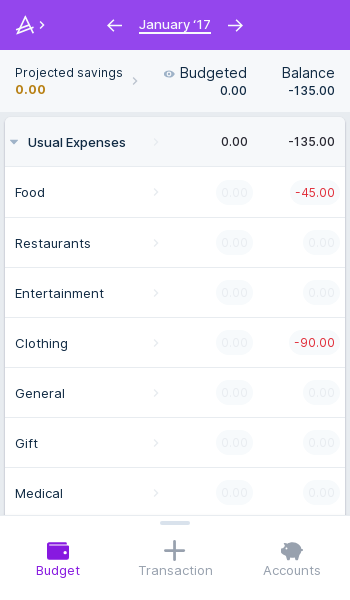 January ‘17
Projected savings
0.00
Budgeted
0.00
Balance
-135.00
Usual Expenses 0.00 -135.00
Food 0.00 -45.00
Restaurants 0.00 0.00
Entertainment 0.00 0.00
Clothing 0.00 -90.00
General 0.00 0.00
Gift 0.00 0.00
Medical 0.00 0.00
Budget Transaction Accounts